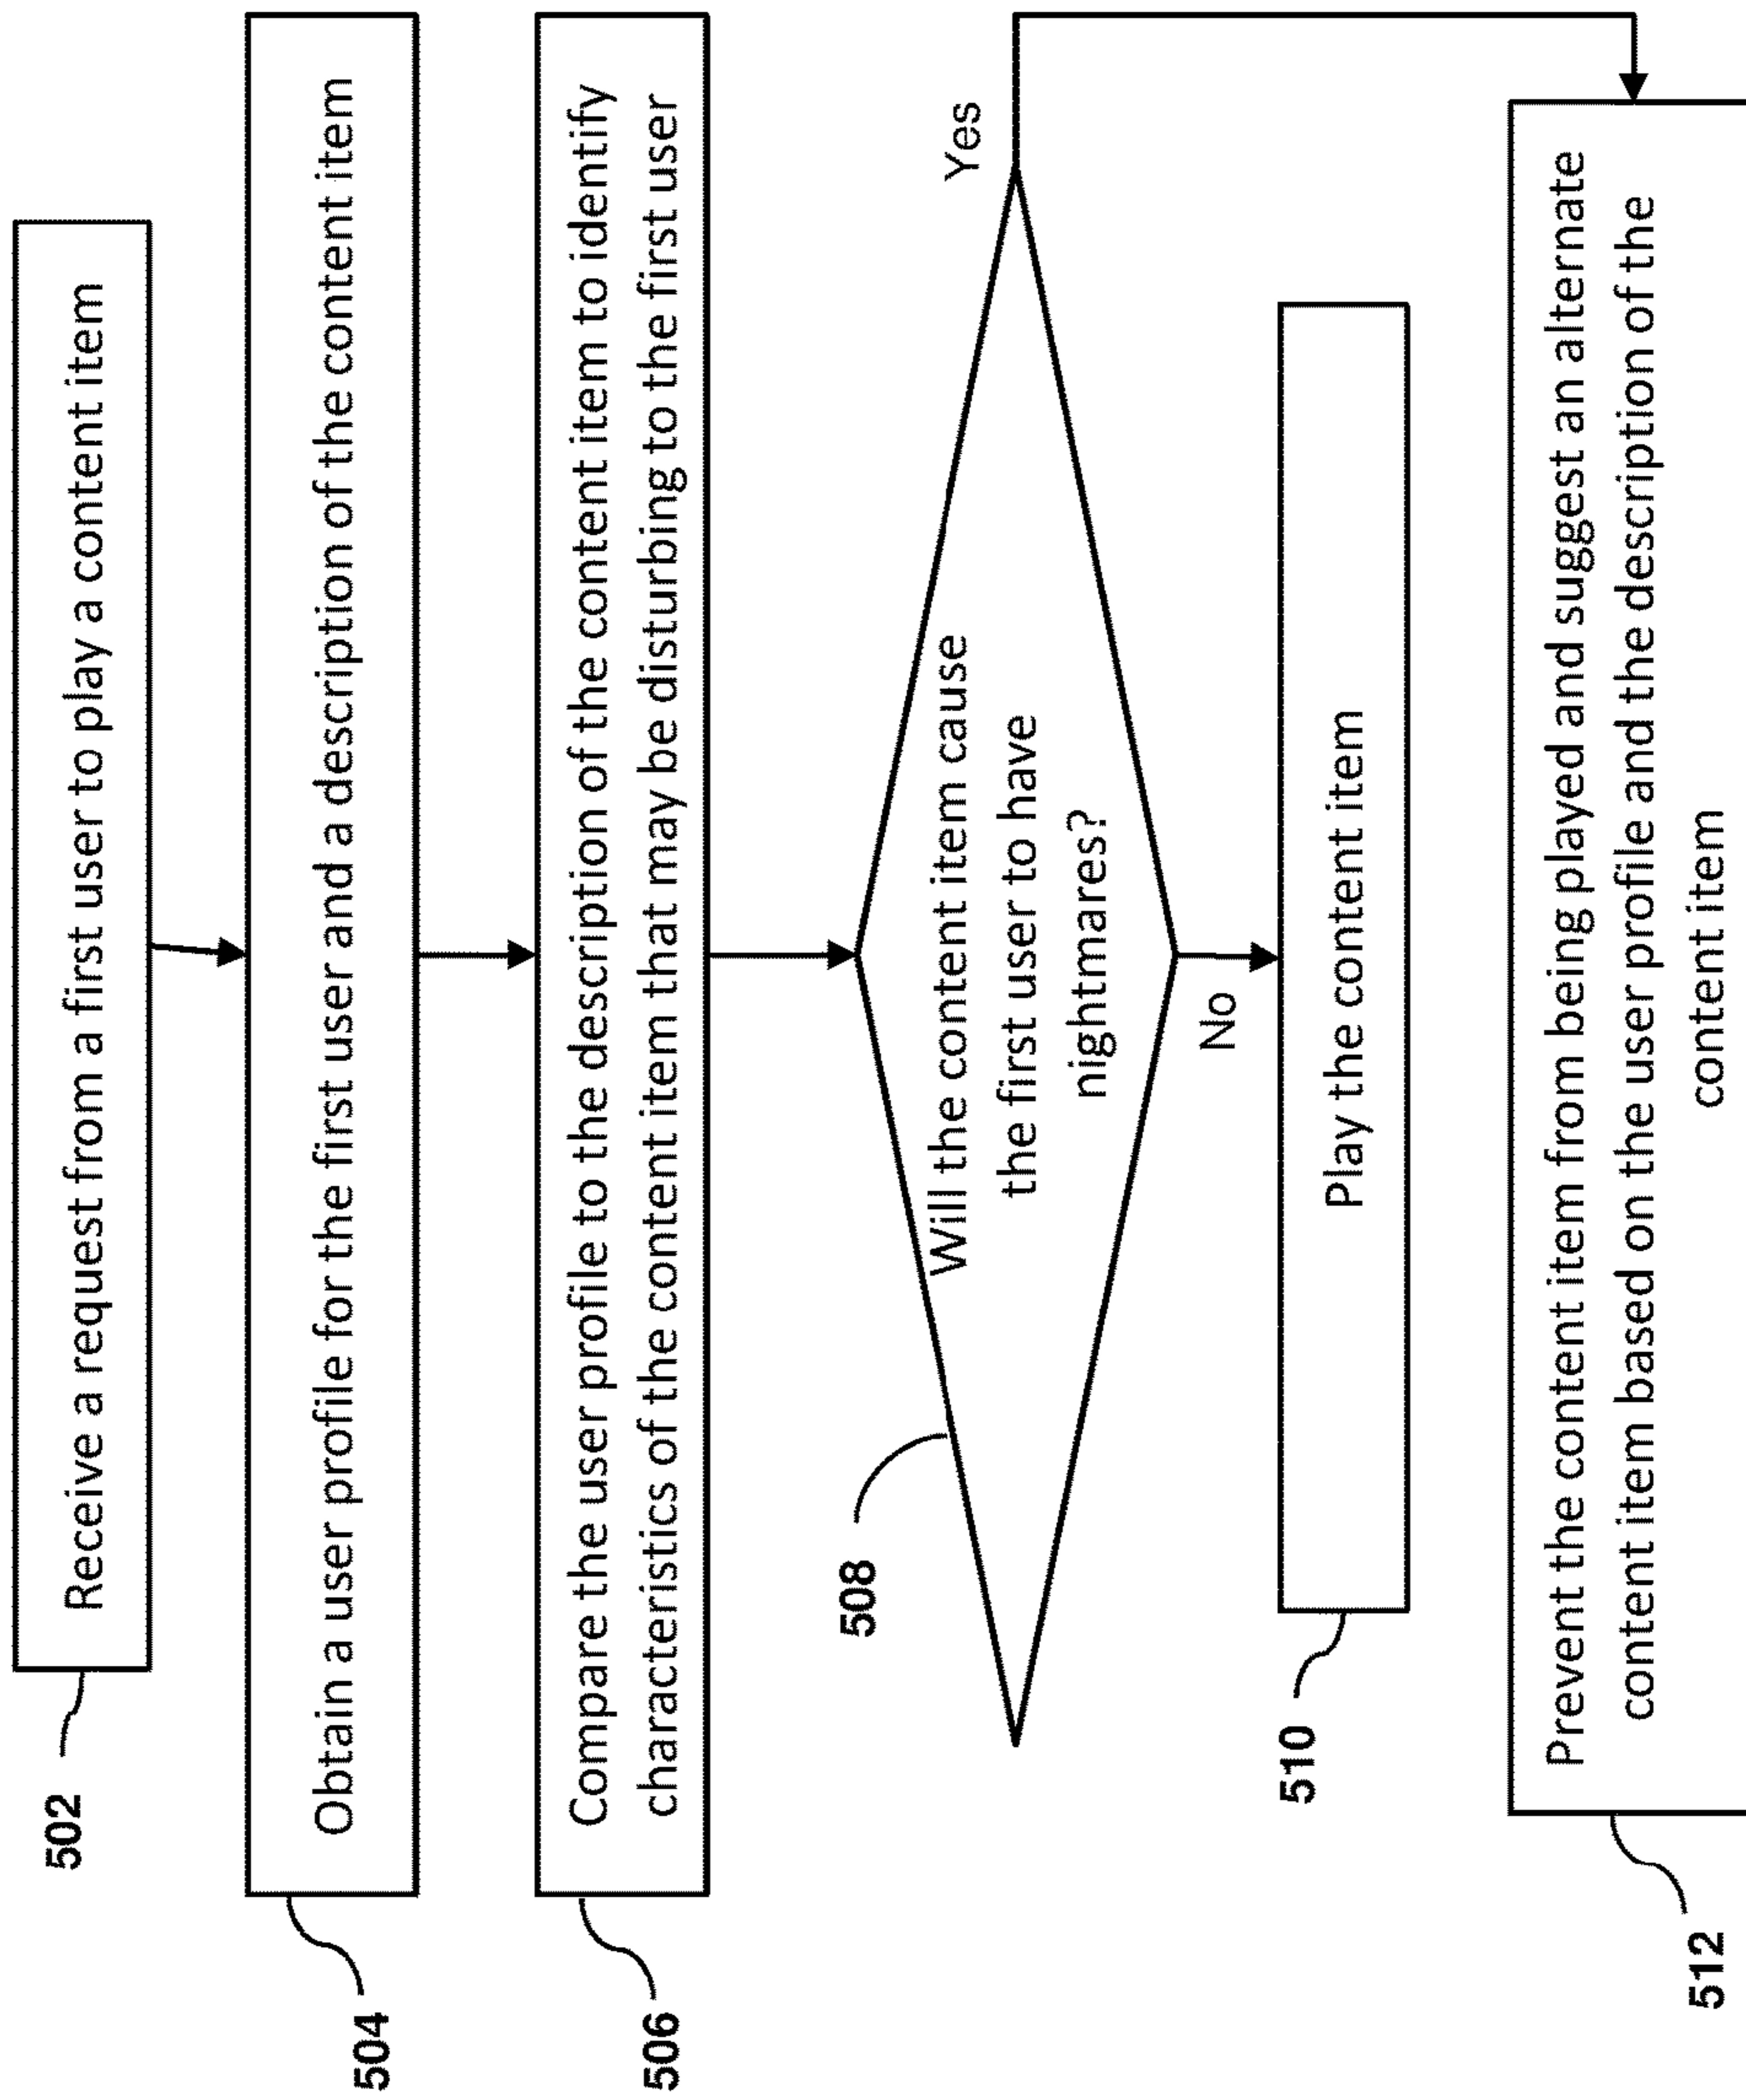 502
Receive a request from a first user to play a content item
504
Obtain a user profile for the first user and a description of the content item
506
Compare the user profile to the description of the content item to identify
characteristics of the content item that may be disturbing to the first user
508
Will the content item cause
the first user to have
nightmares?
Yes
No
510
Play the content item
512
Prevent the content item from being played and suggest an alternate
content item based on the user profile and the description of the
content item